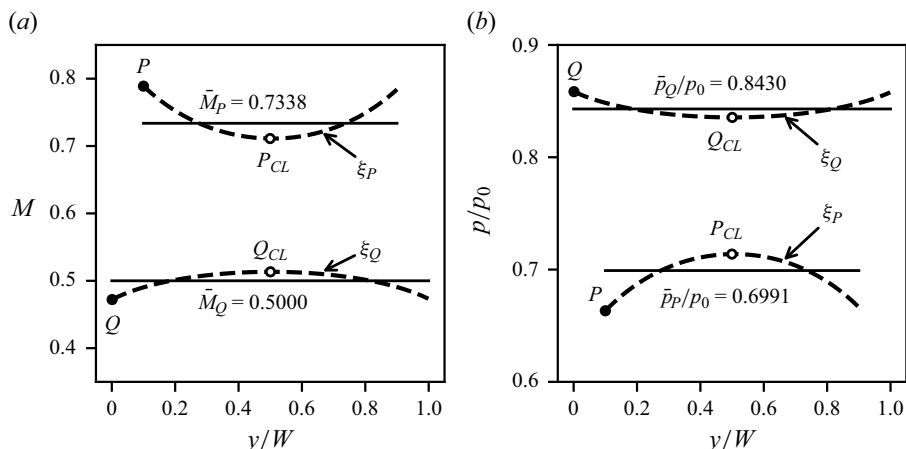 (a)
0.8
0.7
M 0.6
0.5
0.4
P
M̄_P = 0.7338
P_CL
ξ_P
Q_CL
ξ_Q
M̄_Q = 0.5000
Q
0 0.2 0.4 0.6 0.8 1.0
y/W
(b)
0.9
0.8
p/p_0
0.7
0.6
Q
p̄_Q/p_0 = 0.8430
Q_CL
ξ_Q
P_CL
ξ_P
P
p̄_P/p_0 = 0.6991
0 0.2 0.4 0.6 0.8 1.0
y/W